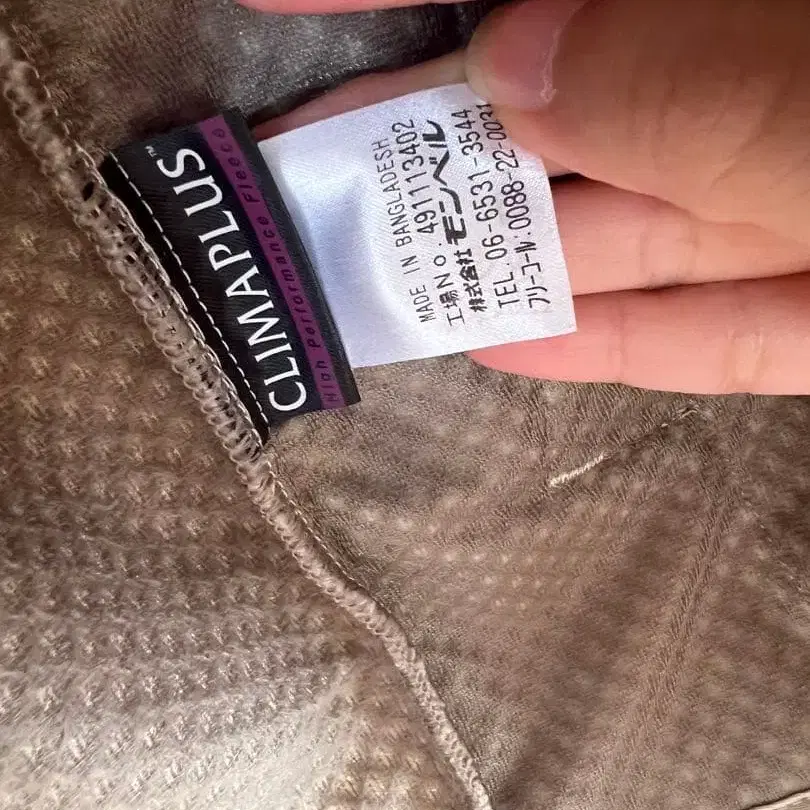 CLIMAPLUS™
High Performance Fleece
MADE IN BANGLADESH
工場No.:491113402
株式会社 モンベル
TEL 06-6531-3544
フリーコール:0088-22-0031